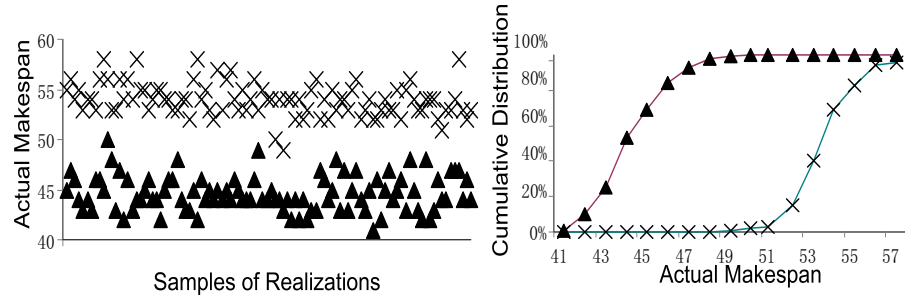 Actual Makespan
60
55
50
45
40
Samples of Realizations
Cumulative Distribution
100%
80%
60%
40%
20%
0%
41 43 45 47 49 51 53 55 57
Actual Makespan